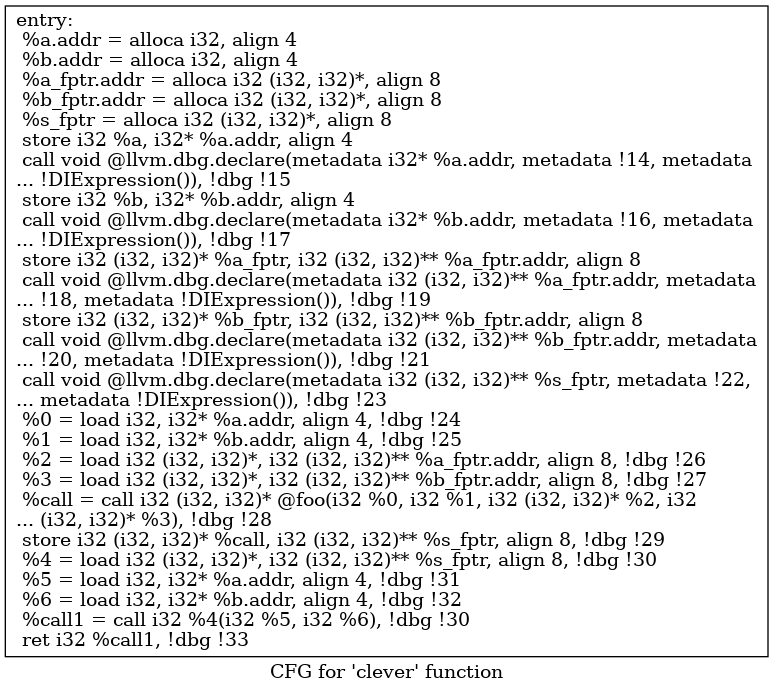 entry:
%a.addr = alloca i32, align 4
%b.addr = alloca i32, align 4
%a_fptr.addr = alloca i32 (i32, i32)*, align 8
%b_fptr.addr = alloca i32 (i32, i32)*, align 8
%s_fptr = alloca i32 (i32, i32)*, align 8
store i32 %a, i32* %a.addr, align 4
call void @llvm.dbg.declare(metadata i32* %a.addr, metadata !14, metadata
... !DIExpression()), !dbg !15
store i32 %b, i32* %b.addr, align 4
call void @llvm.dbg.declare(metadata i32* %b.addr, metadata !16, metadata
... !DIExpression()), !dbg !17
store i32 (i32, i32)* %a_fptr, i32 (i32, i32)** %a_fptr.addr, align 8
call void @llvm.dbg.declare(metadata i32 (i32, i32)** %a_fptr.addr, metadata
... !18, metadata !DIExpression()), !dbg !19
store i32 (i32, i32)* %b_fptr, i32 (i32, i32)** %b_fptr.addr, align 8
call void @llvm.dbg.declare(metadata i32 (i32, i32)** %b_fptr.addr, metadata
... !20, metadata !DIExpression()), !dbg !21
call void @llvm.dbg.declare(metadata i32 (i32, i32)** %s_fptr, metadata !22,
... metadata !DIExpression()), !dbg !23
%0 = load i32, i32* %a.addr, align 4, !dbg !24
%1 = load i32, i32* %b.addr, align 4, !dbg !25
%2 = load i32 (i32, i32)*, i32 (i32, i32)** %a_fptr.addr, align 8, !dbg !26
%3 = load i32 (i32, i32)*, i32 (i32, i32)** %b_fptr.addr, align 8, !dbg !27
%call = call i32 (i32, i32)* @foo(i32 %0, i32 %1, i32 (i32, i32)* %2, i32
... (i32, i32)* %3), !dbg !28
store i32 (i32, i32)* %call, i32 (i32, i32)** %s_fptr, align 8, !dbg !29
%4 = load i32 (i32, i32)*, i32 (i32, i32)** %s_fptr, align 8, !dbg !30
%5 = load i32, i32* %a.addr, align 4, !dbg !31
%6 = load i32, i32* %b.addr, align 4, !dbg !32
%call1 = call i32 %4(i32 %5, i32 %6), !dbg !30
ret i32 %call1, !dbg !33
CFG for 'clever' function